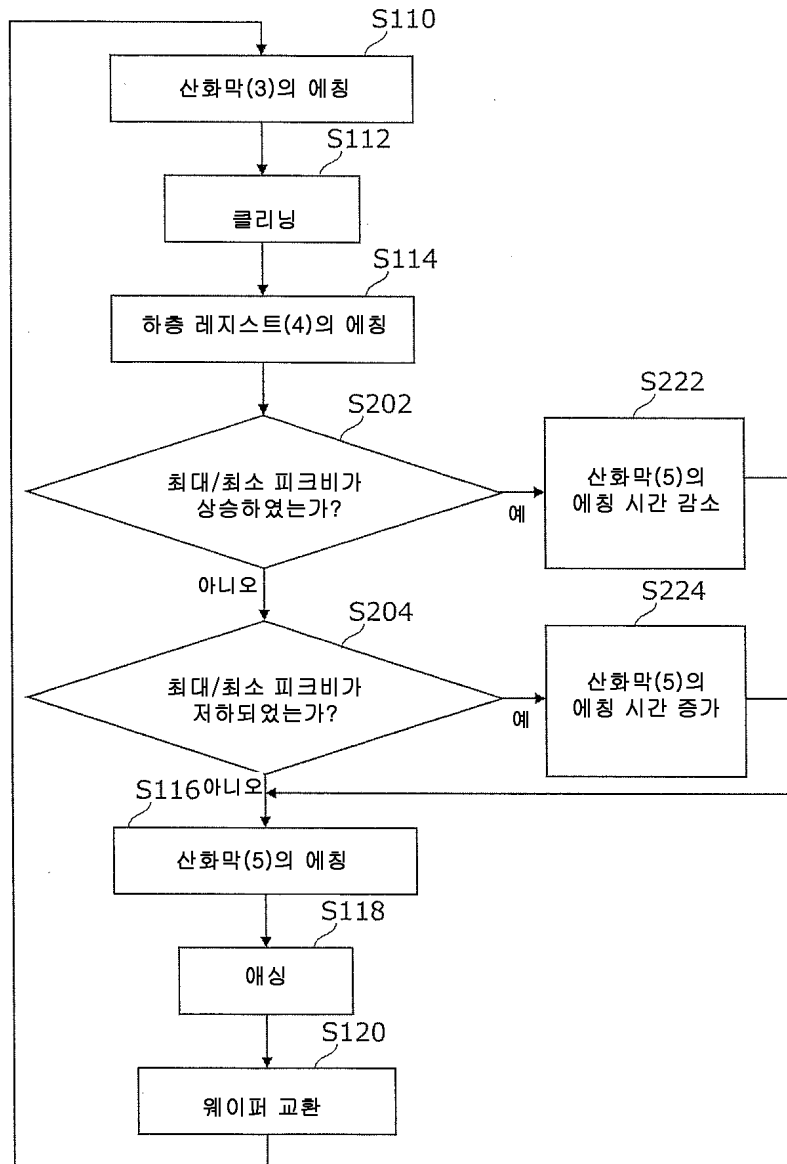 S110
산화막(3)의 에칭
S112
클리닝
S114
하층 레지스트(4)의 에칭
S202
최대/최소 피크비가
상승하였는가?
예
S222
산화막(5)의
에칭 시간 감소
아니오
S204
최대/최소 피크비가
저하되었는가?
예
S224
산화막(5)의
에칭 시간 증가
아니오
S116
산화막(5)의 에칭
S118
애싱
S120
웨이퍼 교환